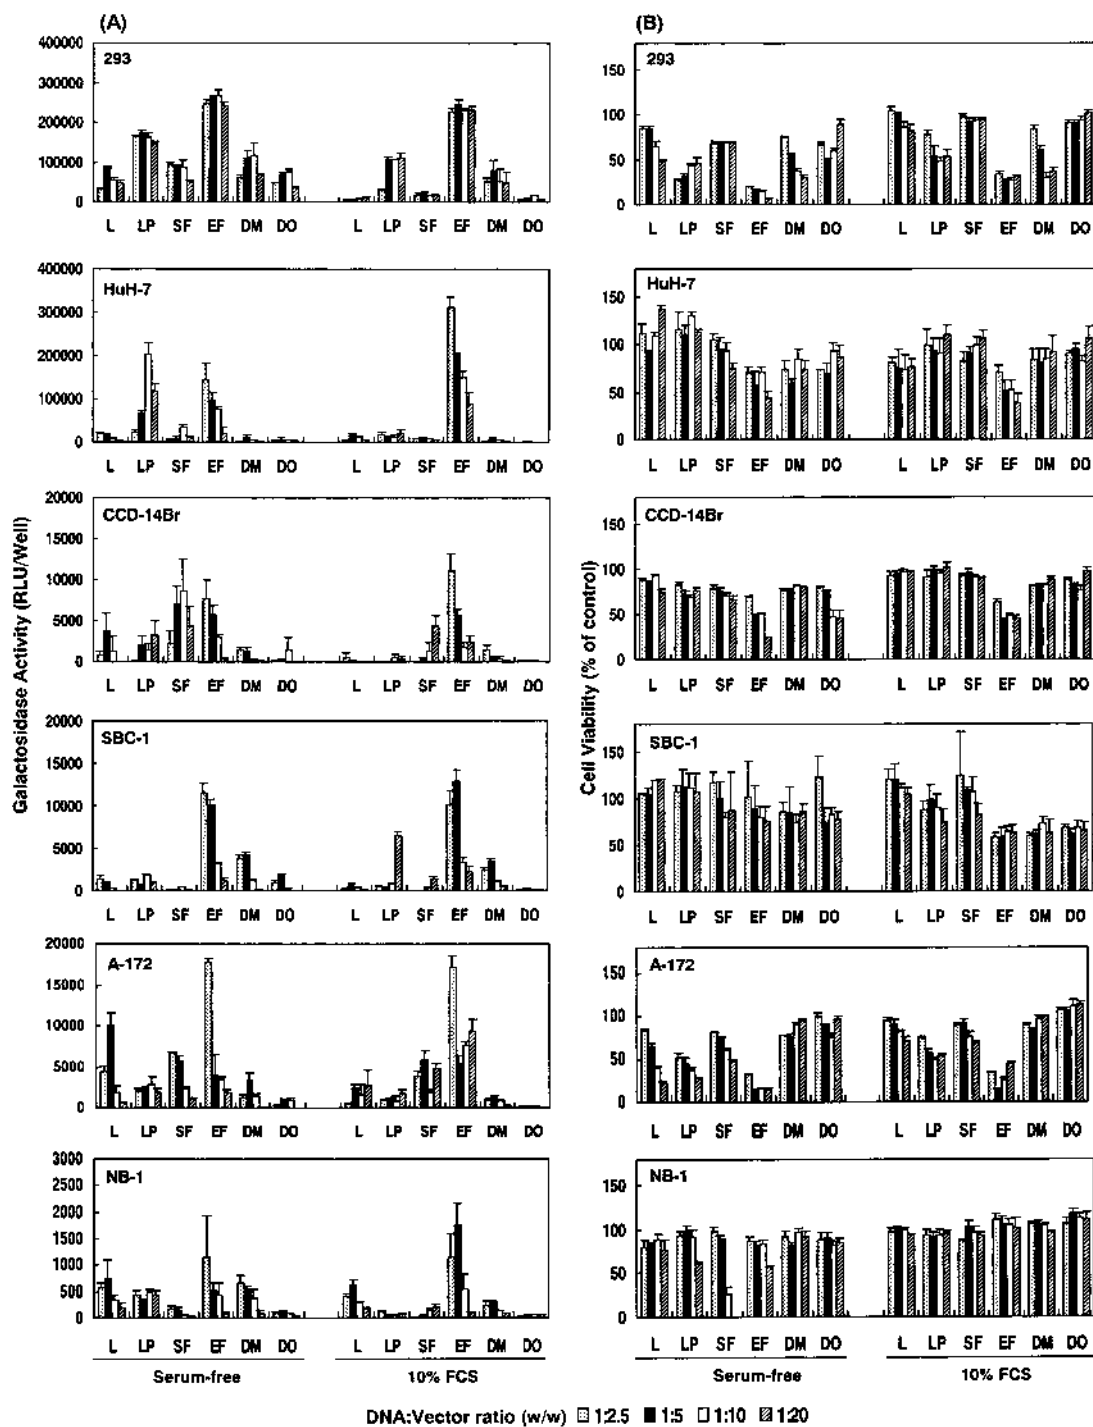 (A) (B)
293
400000
300000
200000
100000
0
L LP SF EF DM DO L LP SF EF DM DO
293
150
100
50
0
L LP SF EF DM DO L LP SF EF DM DO
HuH-7
400000
300000
200000
100000
0
L LP SF EF DM DO L LP SF EF DM DO
HuH-7
150
100
50
0
L LP SF EF DM DO L LP SF EF DM DO
Galactosidase Activity (RLU/Well)
CCD-14Br
20000
15000
10000
5000
0
L LP SF EF DM DO L LP SF EF DM DO
Cell Viability (% of control)
CCD-14Br
150
100
50
0
L LP SF EF DM DO L LP SF EF DM DO
SBC-1
20000
15000
10000
5000
0
L LP SF EF DM DO L LP SF EF DM DO
SBC-1
150
100
50
0
L LP SF EF DM DO L LP SF EF DM DO
A-172
20000
15000
10000
5000
0
L LP SF EF DM DO L LP SF EF DM DO
A-172
150
100
50
0
L LP SF EF DM DO L LP SF EF DM DO
NB-1
3000
2500
2000
1500
1000
500
0
L LP SF EF DM DO L LP SF EF DM DO
Serum-free 10% FCS
NB-1
150
100
50
0
L LP SF EF DM DO L LP SF EF DM DO
Serum-free 10% FCS
DNA:Vector ratio (w/w) 1:2.5 1:5 1:10 1:20